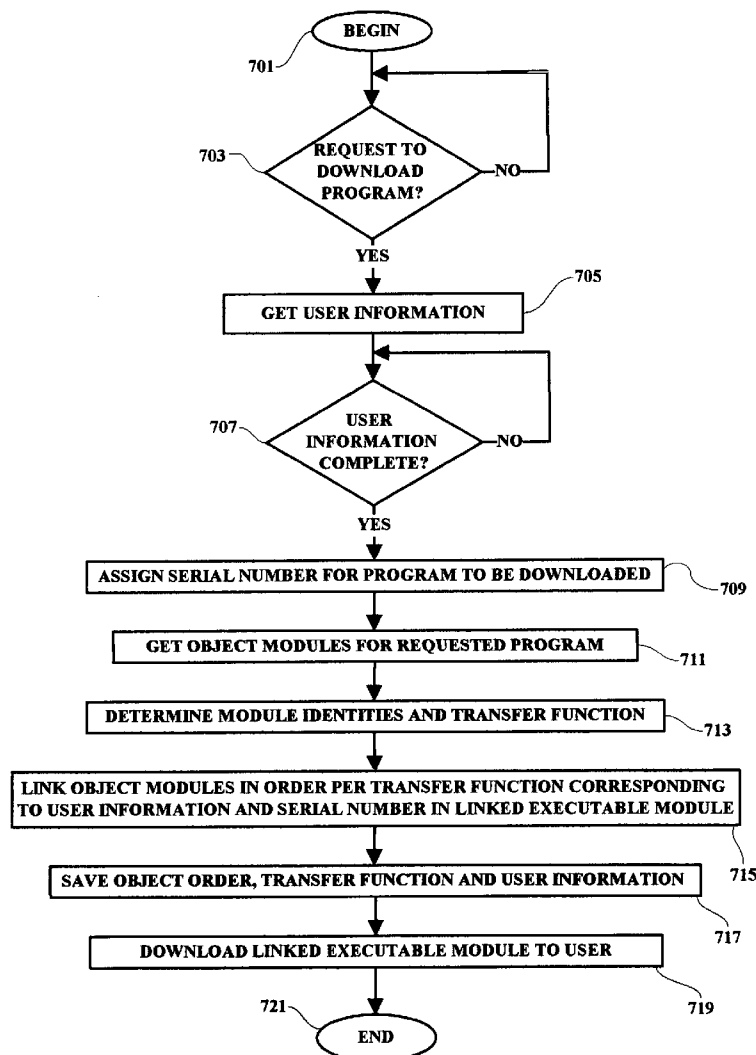 BEGIN
701
REQUEST TO
DOWNLOAD
PROGRAM?
703
NO
YES
705
GET USER INFORMATION
707
USER
INFORMATION
COMPLETE?
NO
YES
ASSIGN SERIAL NUMBER FOR PROGRAM TO BE DOWNLOADED
709
GET OBJECT MODULES FOR REQUESTED PROGRAM
711
DETERMINE MODULE IDENTITIES AND TRANSFER FUNCTION
713
LINK OBJECT MODULES IN ORDER PER TRANSFER FUNCTION CORRESPONDING
TO USER INFORMATION AND SERIAL NUMBER IN LINKED EXECUTABLE MODULE
715
SAVE OBJECT ORDER, TRANSFER FUNCTION AND USER INFORMATION
717
DOWNLOAD LINKED EXECUTABLE MODULE TO USER
719
721
END